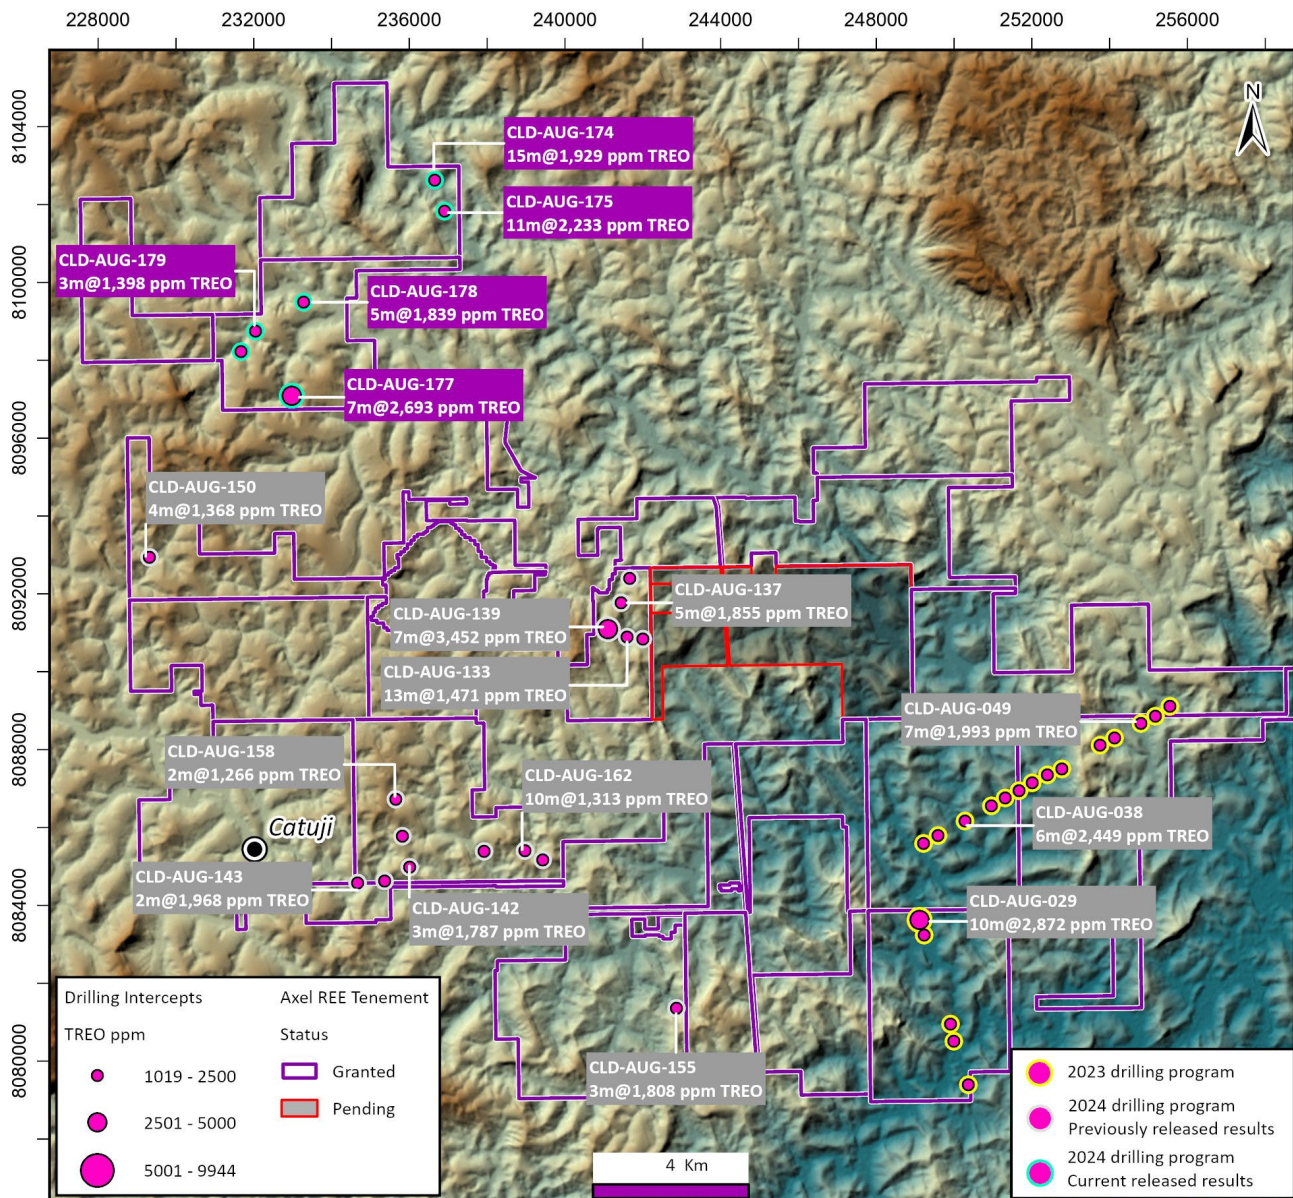 228000
232000
236000
240000
244000
248000
252000
256000
8104000
8100000
8096000
8092000
8088000
8084000
8080000
N
CLD-AUG-174
15m@1,929 ppm TREO
CLD-AUG-175
11m@2,233 ppm TREO
CLD-AUG-179
3m@1,398 ppm TREO
CLD-AUG-178
5m@1,839 ppm TREO
CLD-AUG-177
7m@2,693 ppm TREO
CLD-AUG-150
4m@1,368 ppm TREO
CLD-AUG-137
5m@1,855 ppm TREO
CLD-AUG-139
7m@3,452 ppm TREO
CLD-AUG-133
13m@1,471 ppm TREO
CLD-AUG-049
7m@1,993 ppm TREO
CLD-AUG-158
2m@1,266 ppm TREO
CLD-AUG-162
10m@1,313 ppm TREO
CLD-AUG-038
6m@2,449 ppm TREO
Catuji
CLD-AUG-143
2m@1,968 ppm TREO
CLD-AUG-142
3m@1,787 ppm TREO
CLD-AUG-029
10m@2,872 ppm TREO
CLD-AUG-155
3m@1,808 ppm TREO
Drilling Intercepts
TREO ppm
1019 - 2500
2501 - 5000
5001 - 9944
Axel REE Tenement
Status
Granted
Pending
4 Km
2023 drilling program
2024 drilling program
Previously released results
2024 drilling program
Current released results